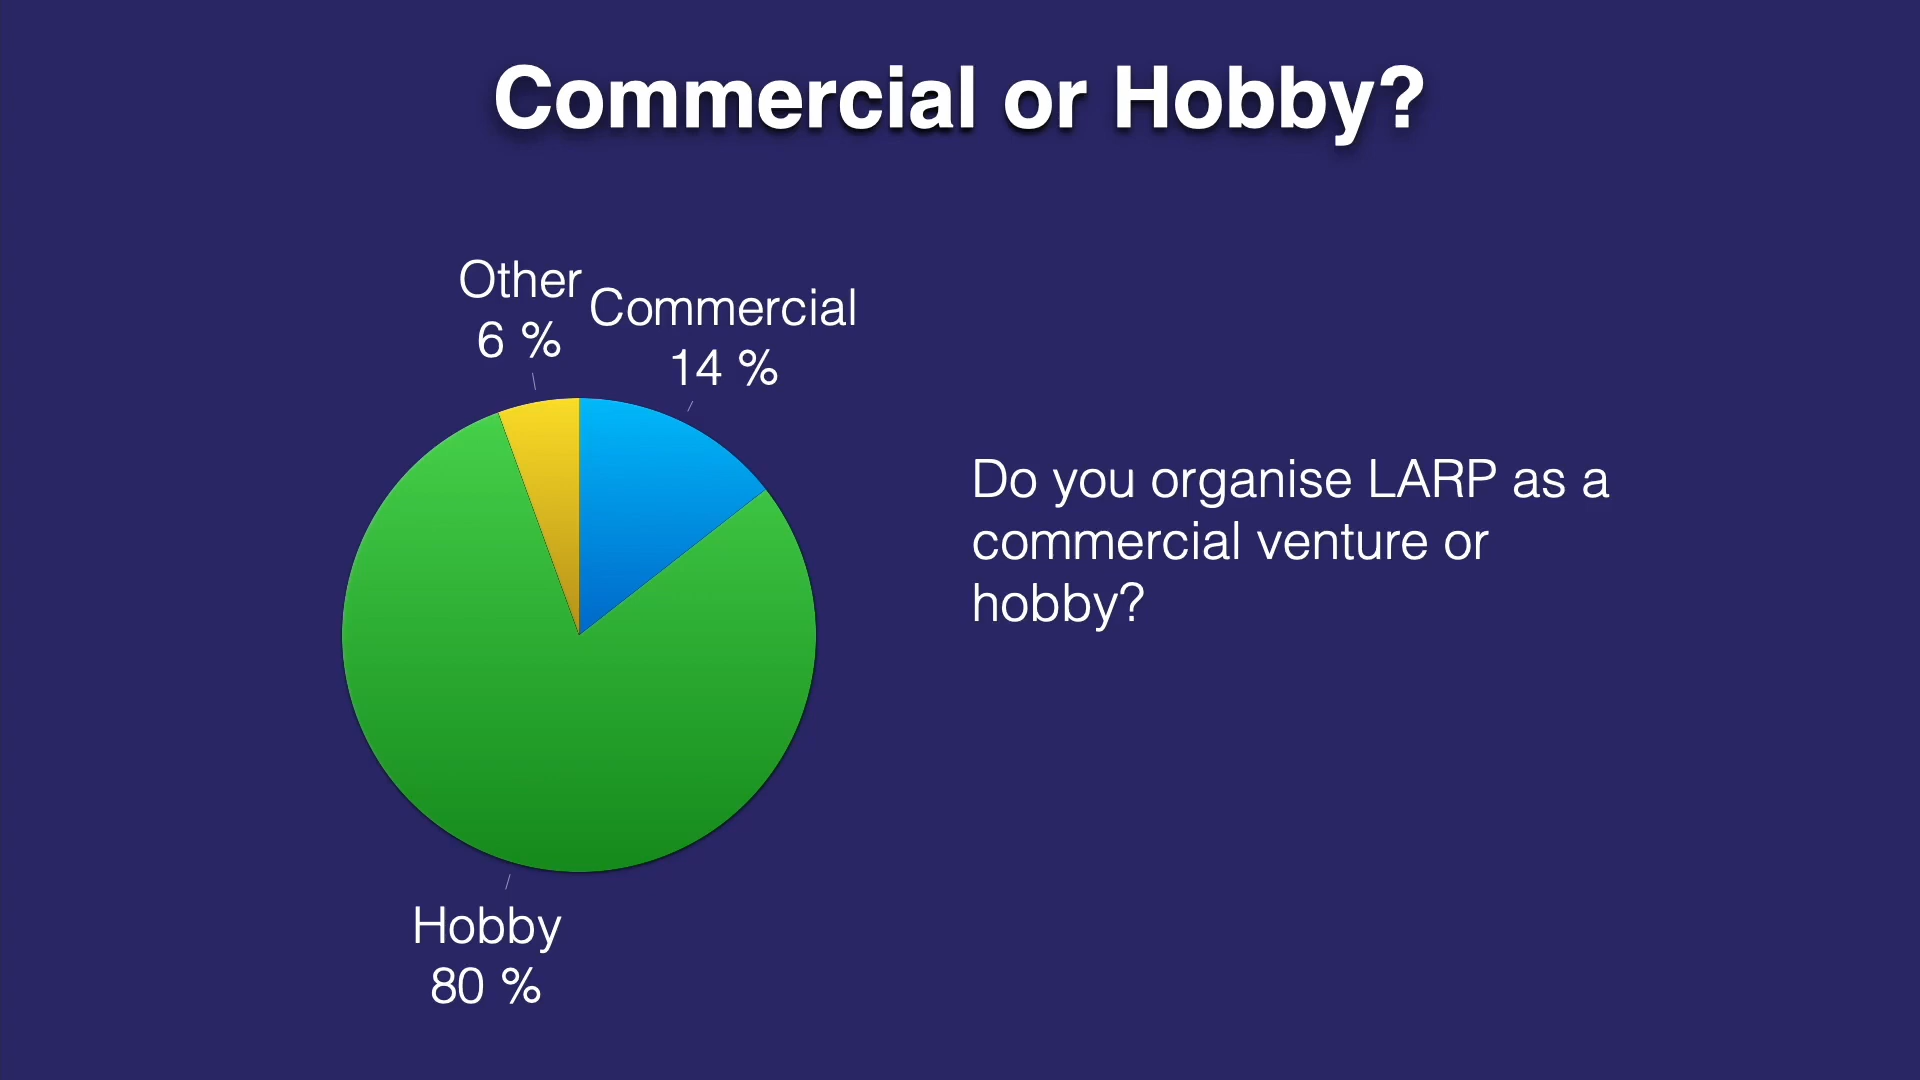 Commercial or Hobby?
Other
6 %
Commercial
14 %
Do you organise LARP as a
commercial venture or
hobby?
Hobby
80 %